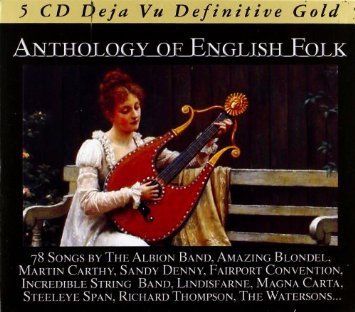 5 CD Deja Vu Definitive Gold
Anthology of English Folk
78 Songs by The Albion Band, Amazing Blondel,
Martin Carthy, Sandy Denny, Fairport Convention,
Incredible String Band, Lindisfarne, Magna Carta,
Steeleye Span, Richard Thompson, The Watersons...